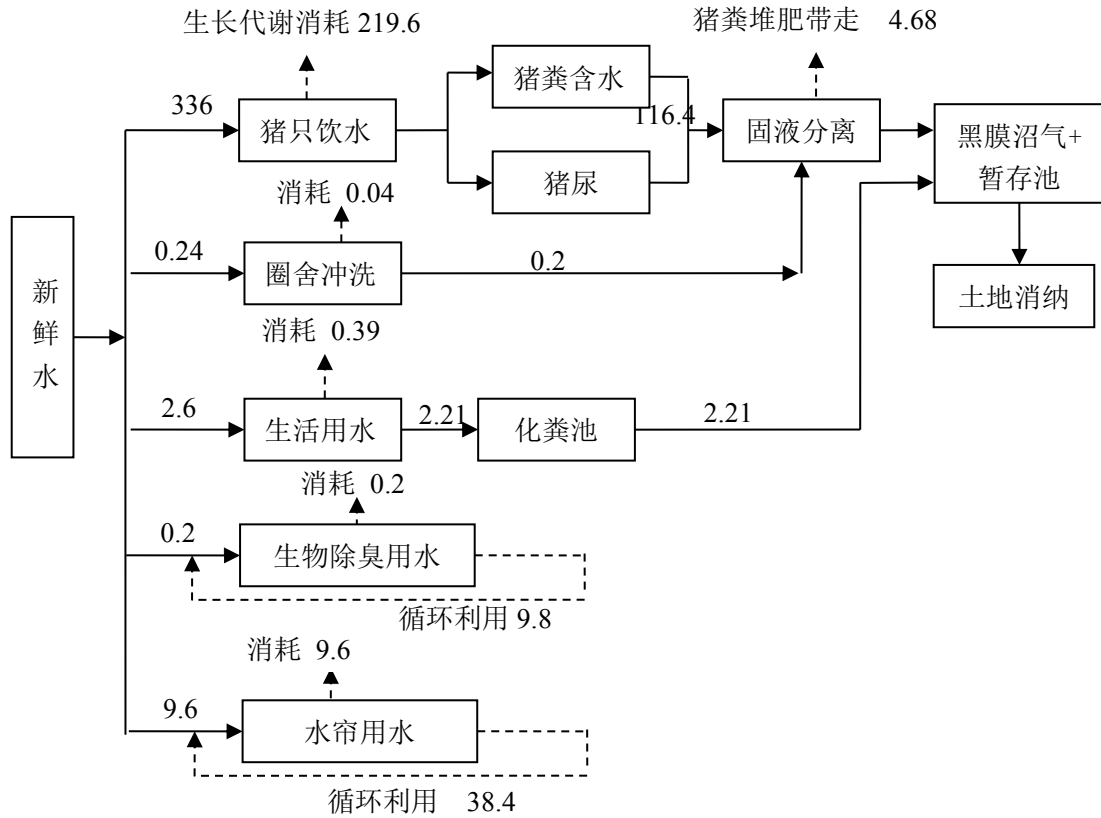 生长代谢消耗 219.6
猪粪堆肥带走 4.68
336
猪只饮水
猪粪含水
116.4
猪尿
固液分离
黑膜沼气+
暂存池
土地消纳
新
鲜
水
消耗 0.04
0.24
圈舍冲洗
0.2
消耗 0.39
2.6
生活用水
2.21
化粪池
2.21
消耗 0.2
0.2
生物除臭用水
循环利用 9.8
消耗 9.6
9.6
水帘用水
循环利用 38.4